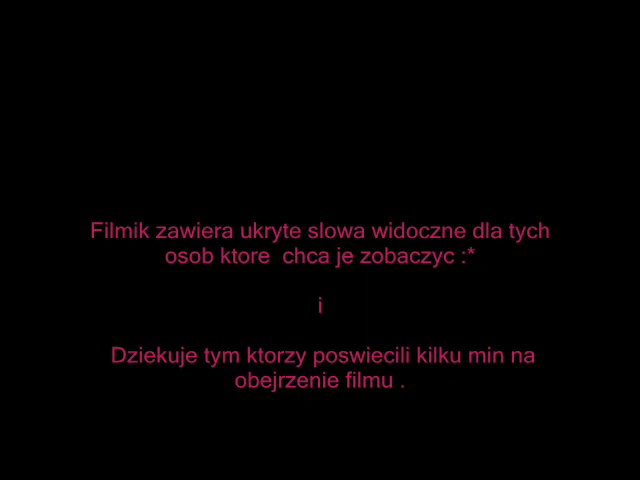 Filmik zawiera ukryte slowa widoczne dla tych
osob ktore  chca je zobaczyc :*
i
Dziekuje tym ktorzy poswiecili kilku min na
obejrzenie filmu .